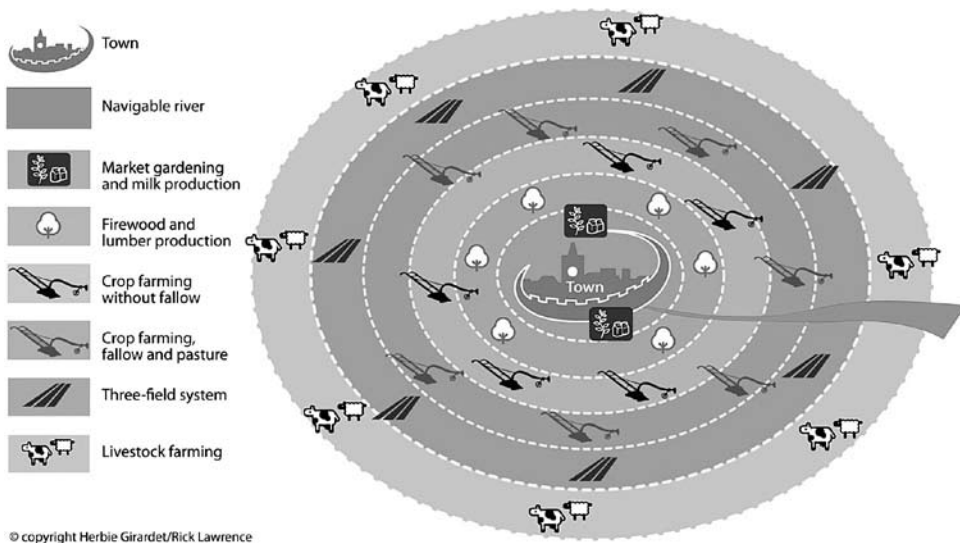 Town
Navigable river
Market gardening
and milk production
Firewood and
lumber production
Crop farming
without fallow
Crop farming,
fallow and pasture
Three-field system
Livestock farming
Town
© copyright Herbie Girardet/Rick Lawrence